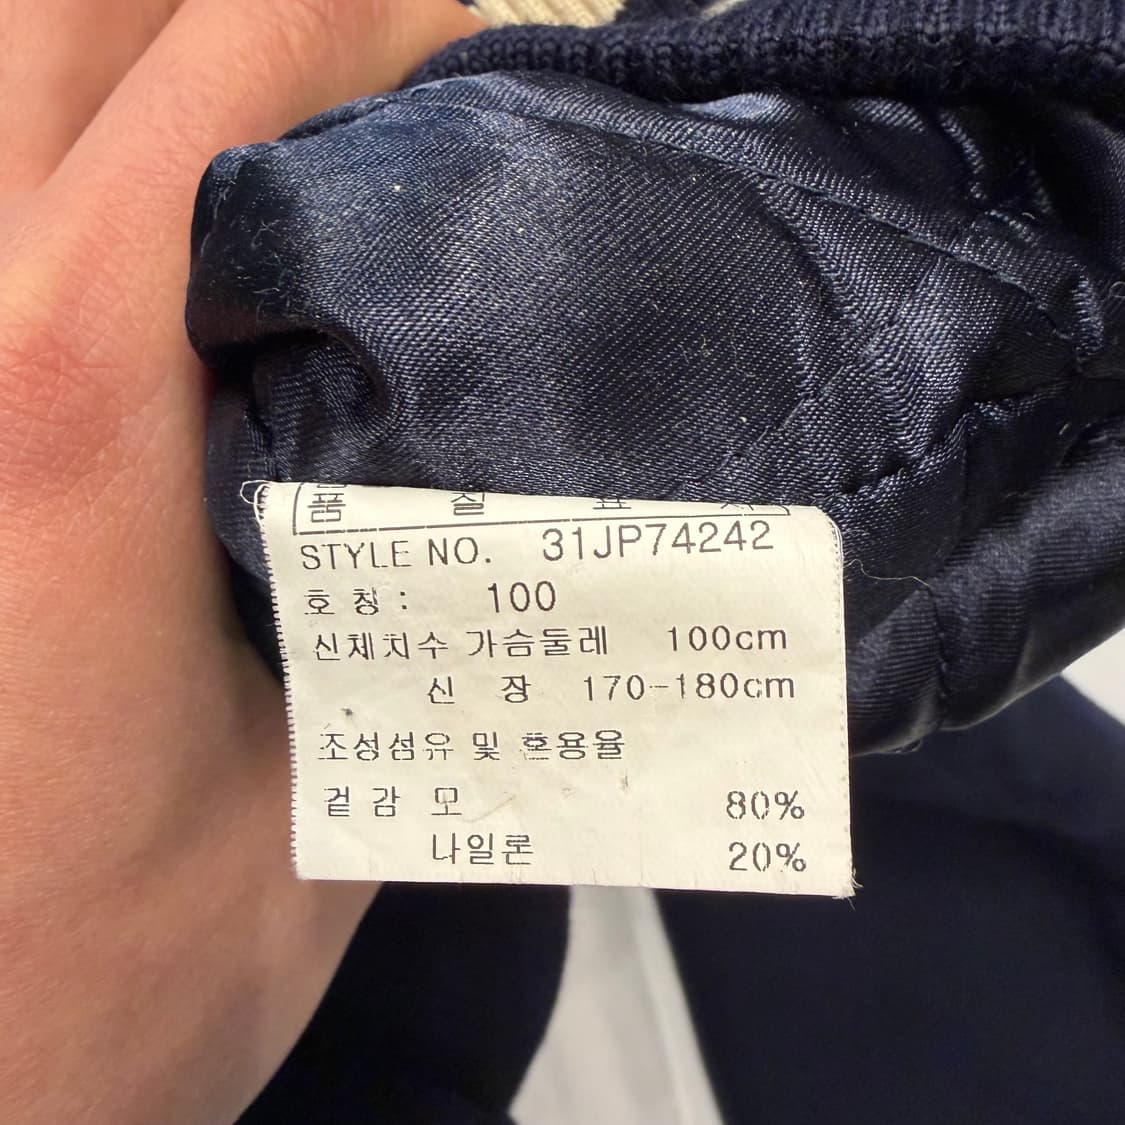 품 질 표 시
STYLE NO. 31JP74242
호 칭 : 100
신체치수 가슴둘레 100cm
신 장 170-180cm
조성섬유 및 혼용율
겉 감 모 80%
나일론 20%